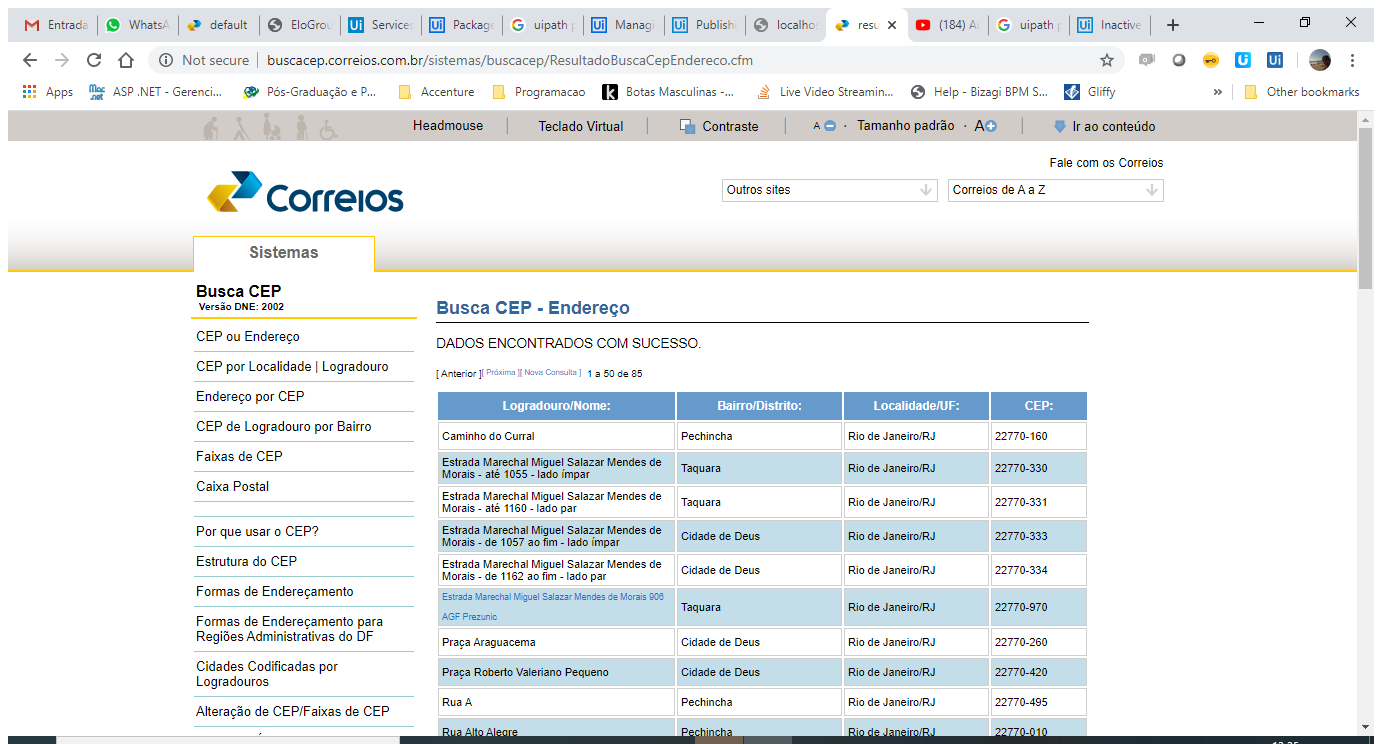 Entrada
WhatsA
default
EloGrou
Services
Package
uipath p
Managi
Publish
localhos
resu
(184) A
uipath p
Inactive
Not secure
buscacep.correios.com.br/sistemas/buscacep/ResultadoBuscaCepEndereco.cfm
Apps
ASP .NET - Gerenci...
Pós-Graduação e P...
Accenture
Programacao
Botas Masculinas -...
Live Video Streamin...
Help - Bizagi BPM S...
Gliffy
»
Other bookmarks
Headmouse
Teclado Virtual
Contraste
A · Tamanho padrão · A
Ir ao conteúdo
Fale com os Correios
Correios
Outros sites
Correios de A a Z
Sistemas
Busca CEP
Versão DNE: 2002
CEP ou Endereço
CEP por Localidade | Logradouro
Endereço por CEP
CEP de Logradouro por Bairro
Faixas de CEP
Caixa Postal
Por que usar o CEP?
Estrutura do CEP
Formas de Endereçamento
Formas de Endereçamento para
Regiões Administrativas do DF
Cidades Codificadas por
Logradouros
Alteração de CEP/Faixas de CEP
Busca CEP - Endereço
DADOS ENCONTRADOS COM SUCESSO.
[ Anterior ][ Próxima ][ Nova Consulta ] 1 a 50 de 85
Logradouro/Nome: Bairro/Distrito: Localidade/UF: CEP:
Caminho do Curral Pechincha Rio de Janeiro/RJ 22770-160
Estrada Marechal Miguel Salazar Mendes de
Morais - até 1055 - lado ímpar Taquara Rio de Janeiro/RJ 22770-330
Estrada Marechal Miguel Salazar Mendes de
Morais - até 1160 - lado par Taquara Rio de Janeiro/RJ 22770-331
Estrada Marechal Miguel Salazar Mendes de
Morais - de 1057 ao fim - lado ímpar Cidade de Deus Rio de Janeiro/RJ 22770-333
Estrada Marechal Miguel Salazar Mendes de
Morais - de 1162 ao fim - lado par Cidade de Deus Rio de Janeiro/RJ 22770-334
Estrada Marechal Miguel Salazar Mendes de Morais 906
AGF Prezunic Taquara Rio de Janeiro/RJ 22770-970
Praça Araguacema Cidade de Deus Rio de Janeiro/RJ 22770-260
Praça Roberto Valeriano Pequeno Cidade de Deus Rio de Janeiro/RJ 22770-420
Rua A Pechincha Rio de Janeiro/RJ 22770-495
Rua Alto Alegre Pechincha Rio de Janeiro/RJ 22770-010